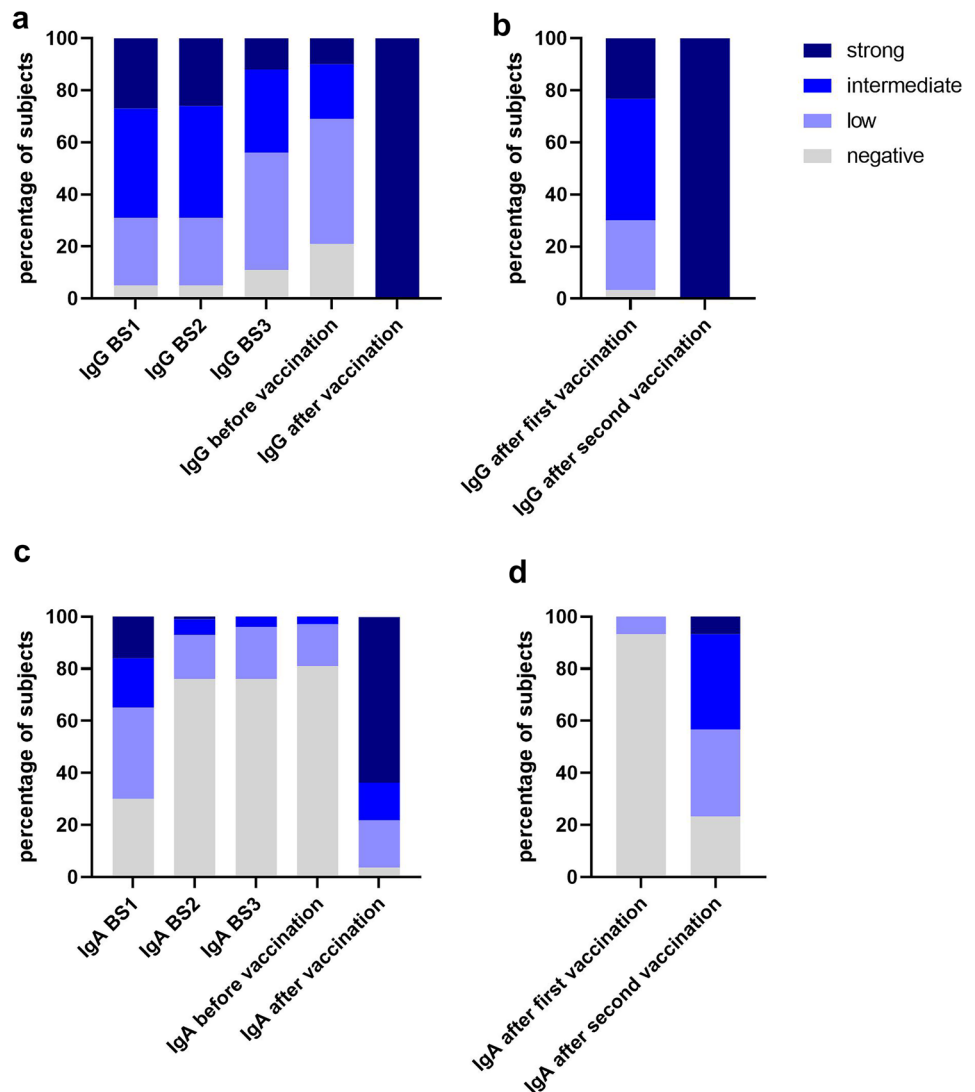 a
100
80
60
40
20
0
percentage of subjects
IgG BS1
IgG BS2
IgG BS3
IgG before vaccination
IgG after vaccination
b
100
80
60
40
20
0
percentage of subjects
IgG after first vaccination
IgG after second vaccination
strong
intermediate
low
negative
c
100
80
60
40
20
0
percentage of subjects
IgA BS1
IgA BS2
IgA BS3
IgA before vaccination
IgA after vaccination
d
100
80
60
40
20
0
percentage of subjects
IgA after first vaccination
IgA after second vaccination